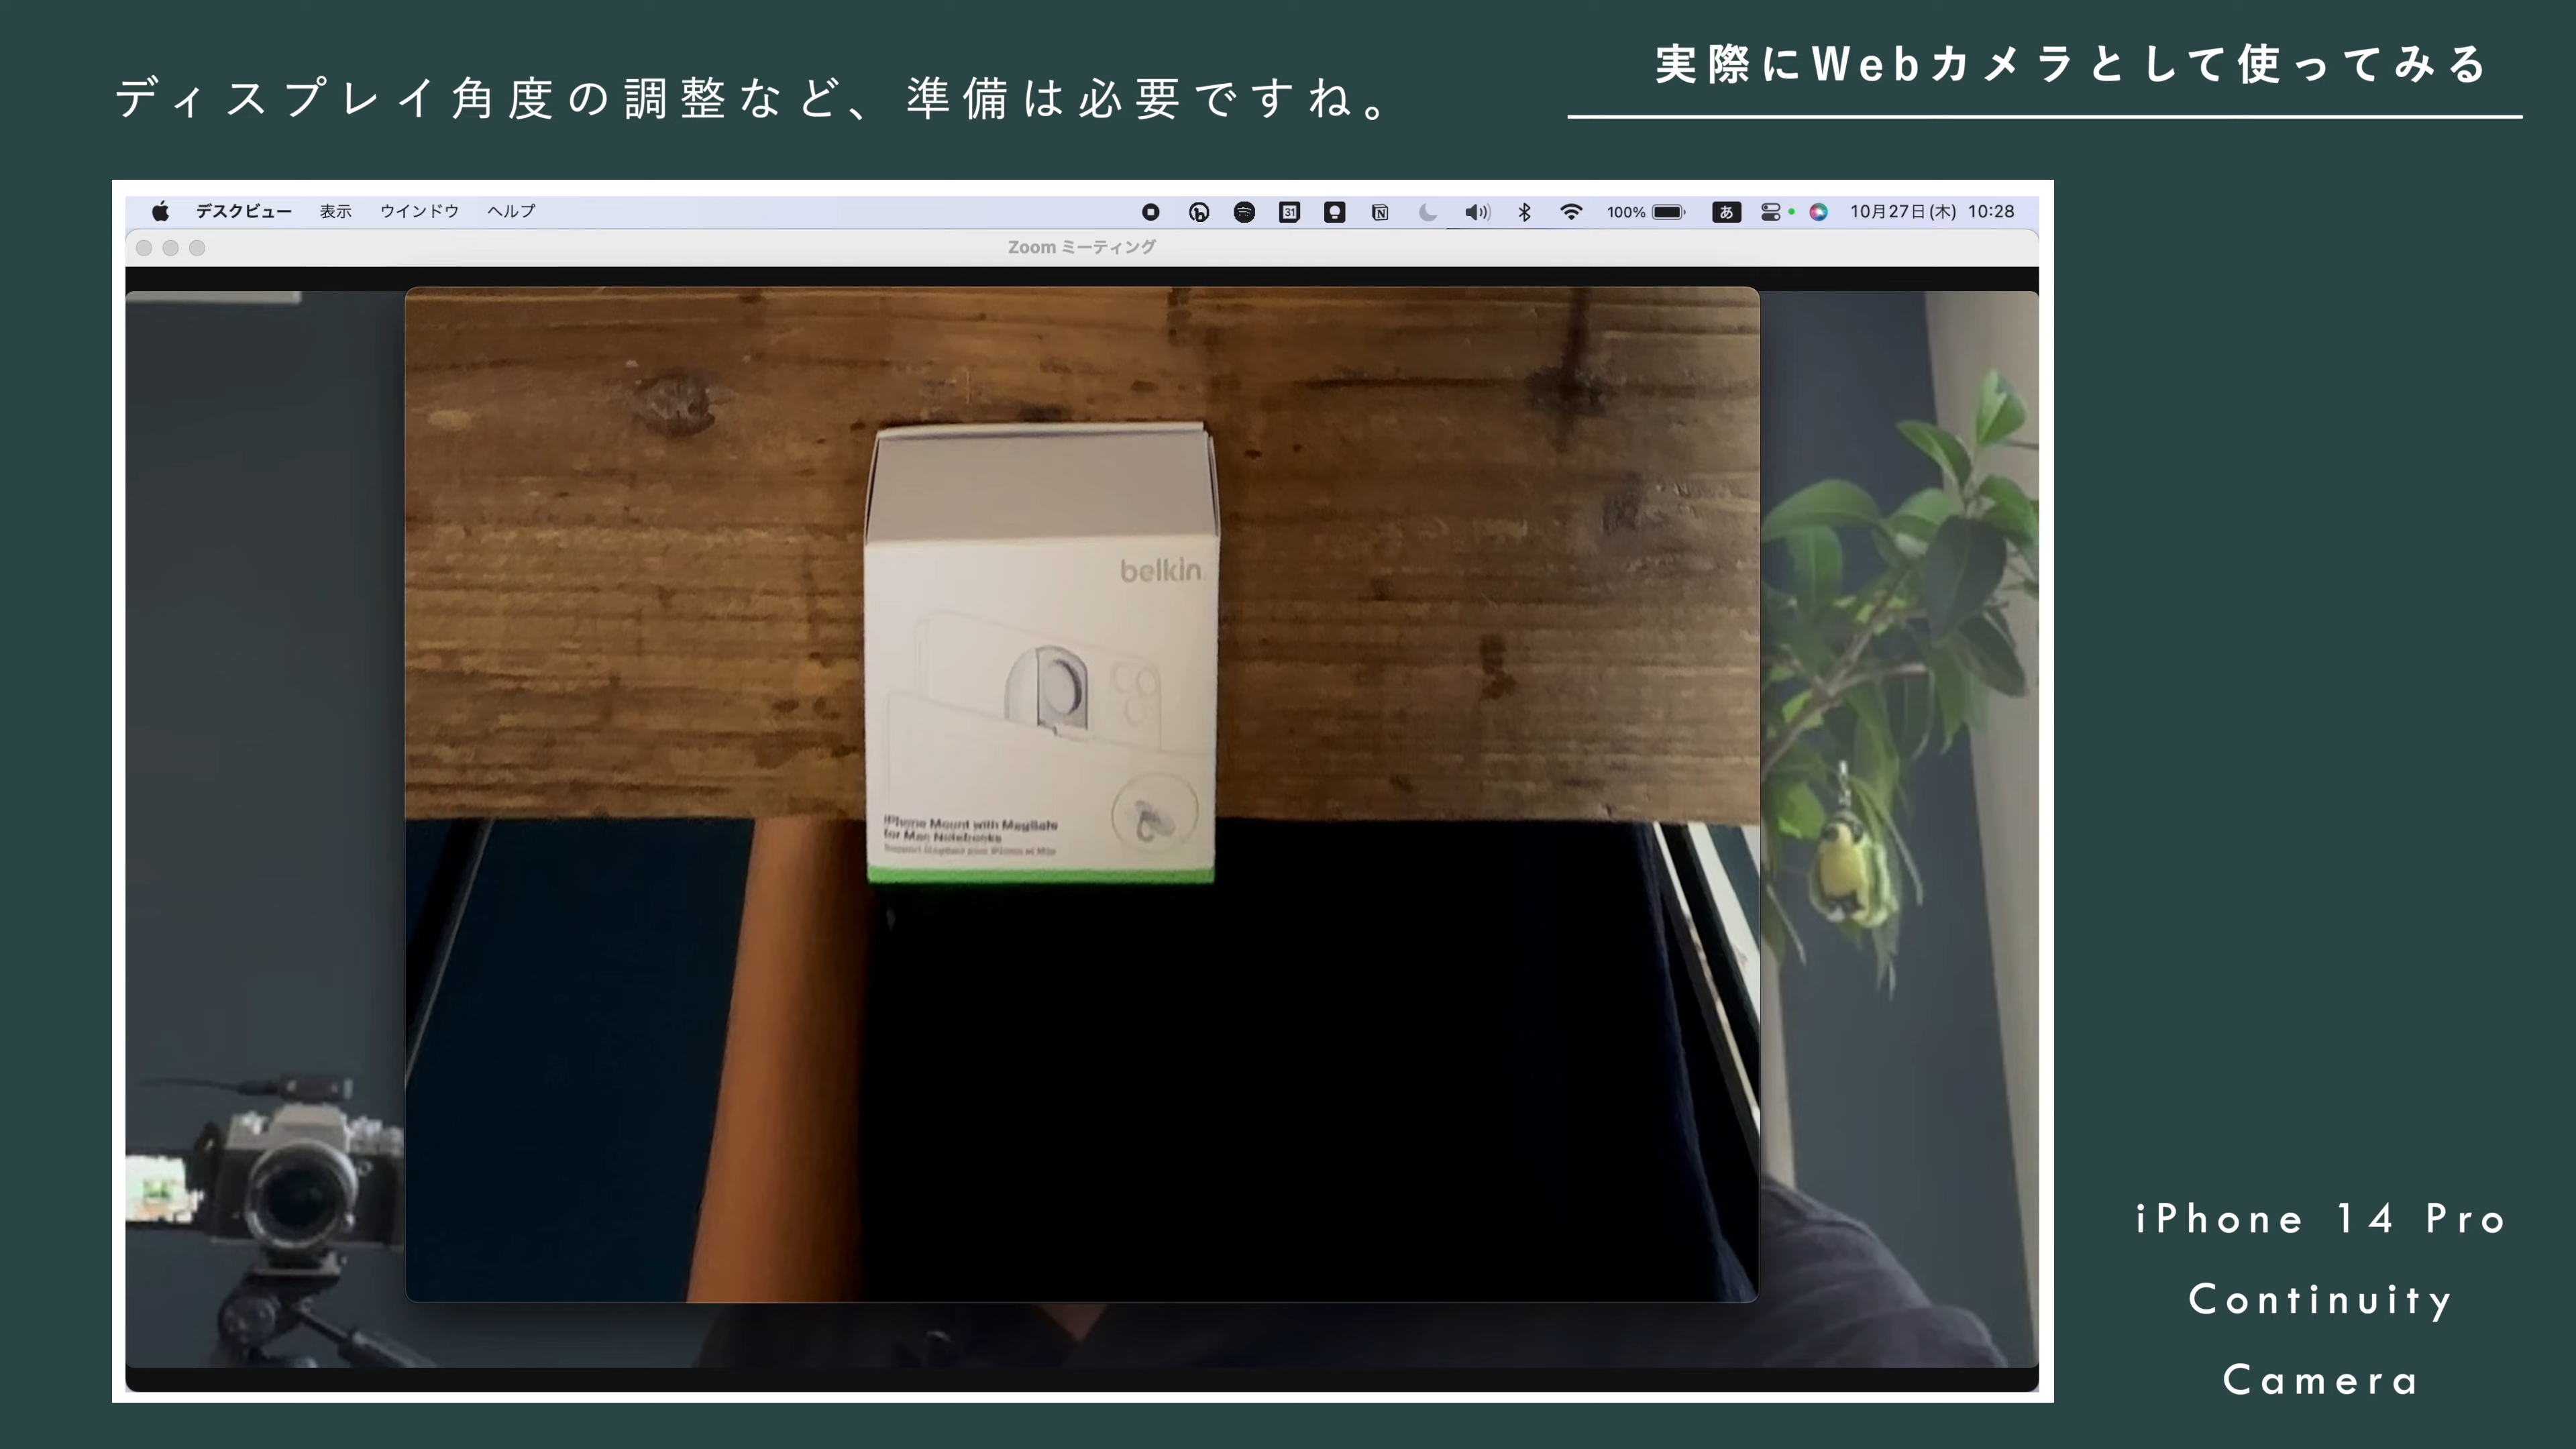 ディスプレイ角度の調整など、準備は必要ですね。
実際にWebカメラとして使ってみる
デスクビュー 表示 ウインドウ ヘルプ 31 100% あ 10月27日(木) 10:28
Zoom ミーティング
belkin
iPhone Mount with MagSafe
for Mac Notebooks
iPhone 14 Pro
Continuity
Camera